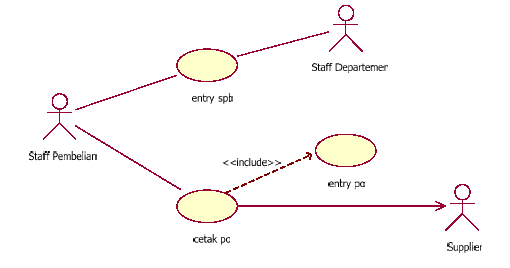 Staff Departemen
entry spb
Staff Pembelian
<<include>>
entry po
cetak po
Supplier